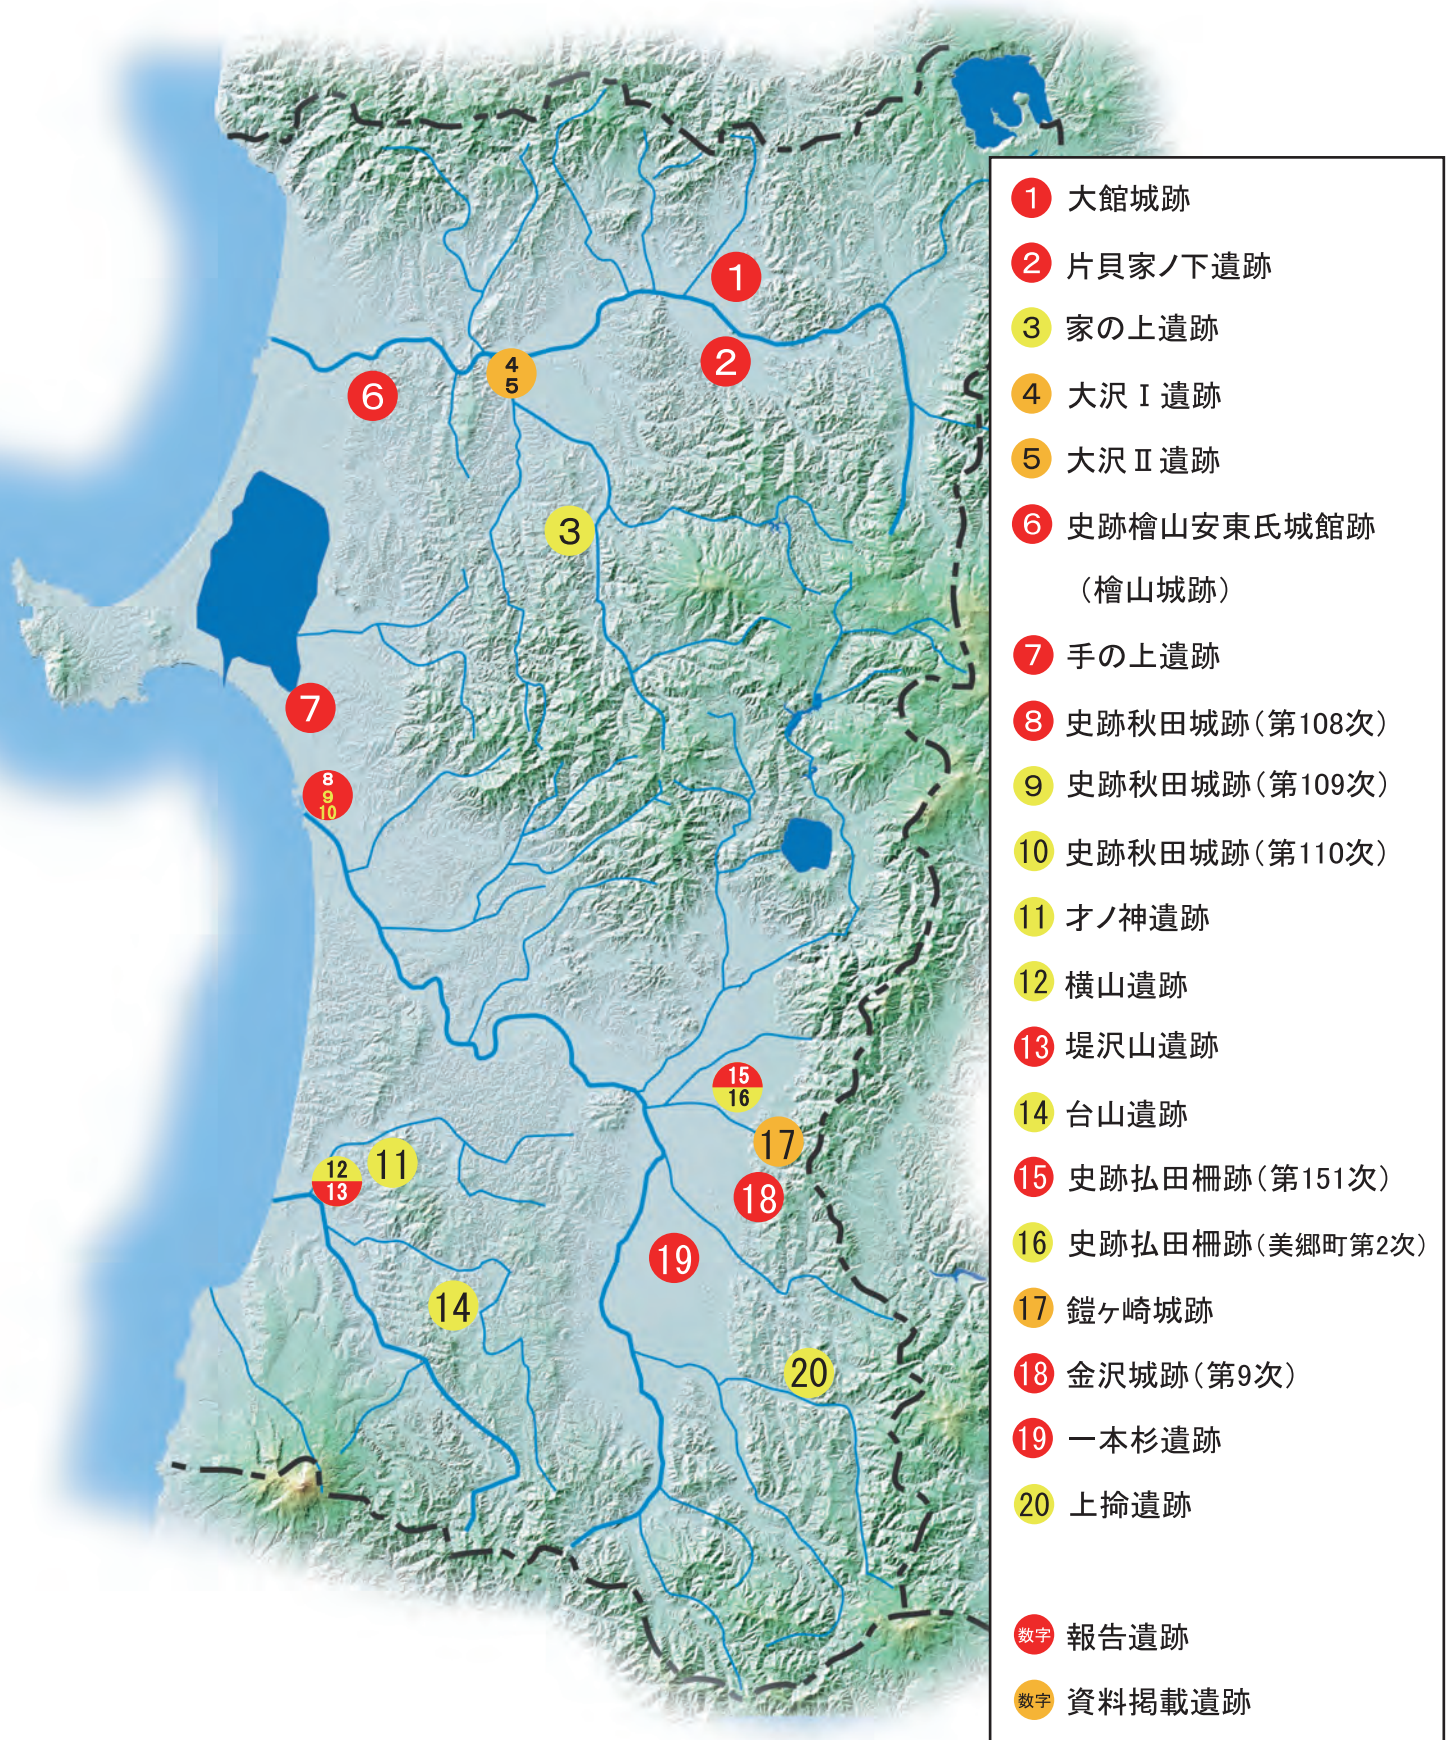 1
2
4
5
6
3
7
8
9
10
15
16
17
12
13
11
18
19
14
20
1 大館城跡
2 片貝家ノ下遺跡
3 家の上遺跡
4 大沢Ⅰ遺跡
5 大沢Ⅱ遺跡
6 史跡檜山安東氏城館跡
（檜山城跡）
7 手の上遺跡
8 史跡秋田城跡（第108次）
9 史跡秋田城跡（第109次）
10 史跡秋田城跡（第110次）
11 才ノ神遺跡
12 横山遺跡
13 堤沢山遺跡
14 台山遺跡
15 史跡払田柵跡（第151次）
16 史跡払田柵跡（美郷町第2次）
17 鎧ヶ崎城跡
18 金沢城跡（第9次）
19 一本杉遺跡
20 上掵遺跡
数字 報告遺跡
数字 資料掲載遺跡